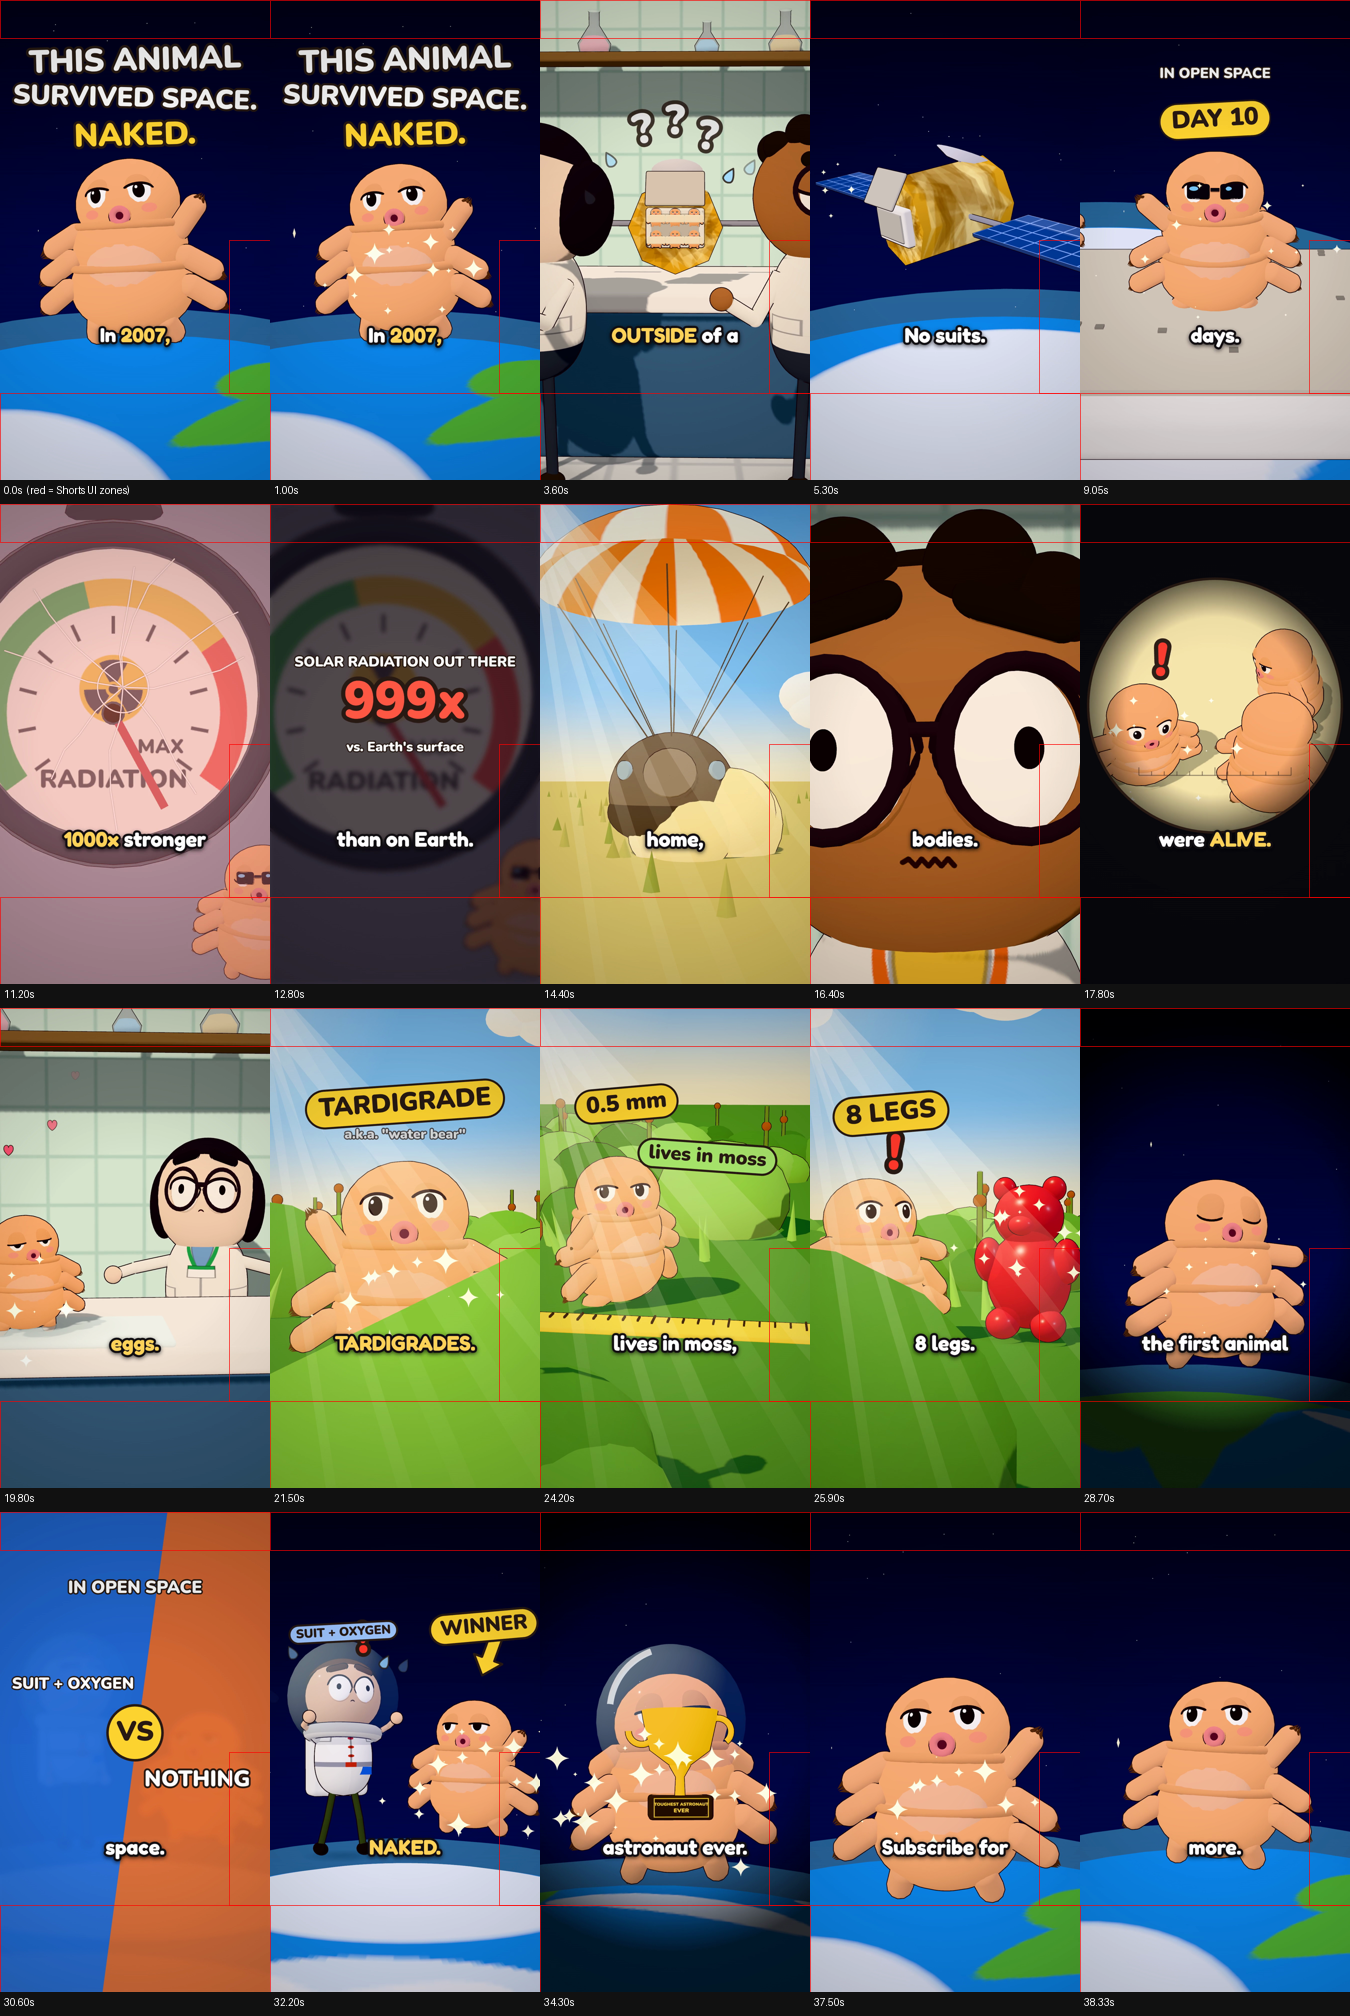 THIS ANIMAL
SURVIVED SPACE.
NAKED.
In 2007,
0.0s (red = Shorts UI zones)
THIS ANIMAL
SURVIVED SPACE.
NAKED.
In 2007,
1.00s
? ? ?
OUTSIDE of a
3.60s
No suits.
5.30s
IN OPEN SPACE
DAY 10
days.
9.05s
MAX
RADIATION
1000x stronger
11.20s
SOLAR RADIATION OUT THERE
999x
vs. Earth's surface
RADIATION
than on Earth.
12.80s
home,
14.40s
bodies.
16.40s
!
were ALIVE.
17.80s
eggs.
19.80s
TARDIGRADE
a.k.a. "water bear"
TARDIGRADES.
21.50s
0.5 mm
lives in moss
lives in moss,
24.20s
8 LEGS
!
8 legs.
25.90s
the first animal
28.70s
IN OPEN SPACE
SUIT + OXYGEN
VS
NOTHING
space.
30.60s
SUIT + OXYGEN
WINNER
NAKED.
32.20s
TOUGHEST ASTRONAUT
EVER
astronaut ever.
34.30s
Subscribe for
37.50s
more.
38.33s